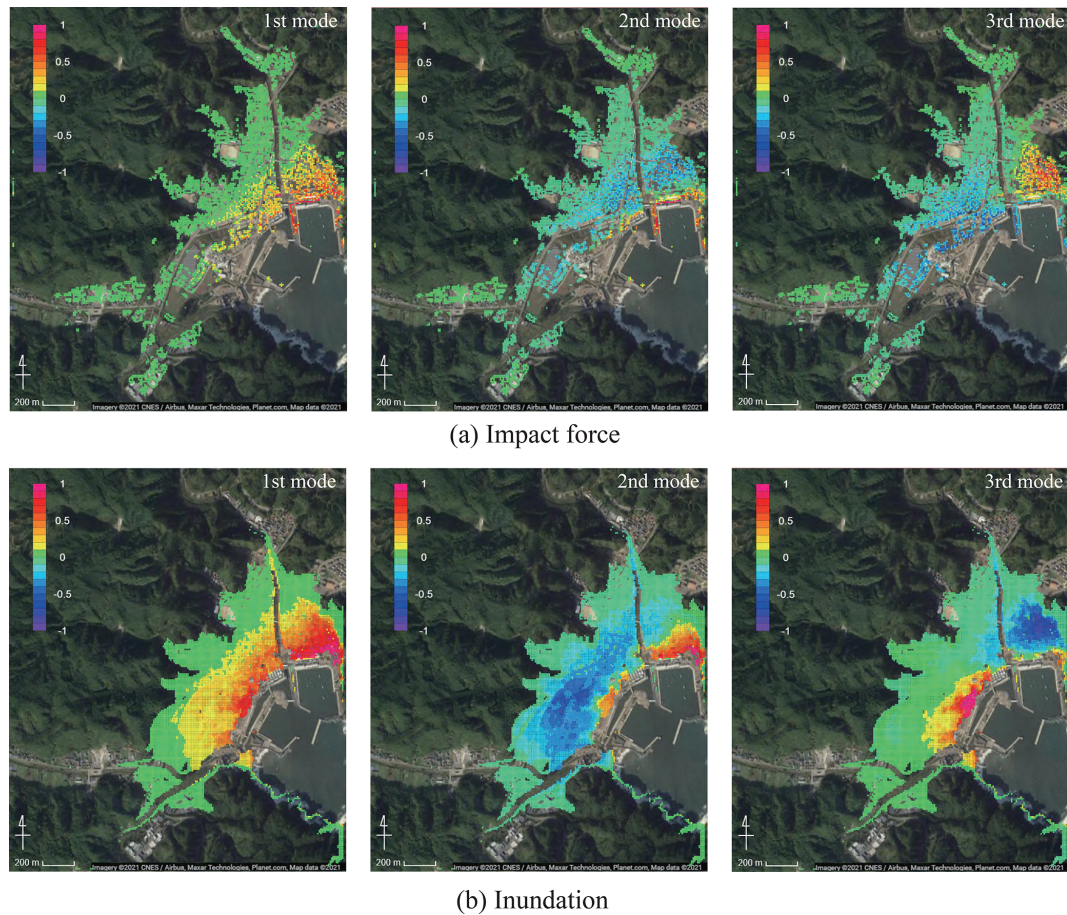 1st mode
1
0.5
0
-0.5
-1
4
200 m
Imagery ©2021 CNES / Airbus, Maxar Technologies, Planet.com, Map data ©2021
2nd mode
1
0.5
0
-0.5
-1
4
200 m
Imagery ©2021 CNES / Airbus, Maxar Technologies, Planet.com, Map data ©2021
3rd mode
1
0.5
0
-0.5
-1
4
200 m
Imagery ©2021 CNES / Airbus, Maxar Technologies, Planet.com, Map data ©2021
(a) Impact force
1st mode
1
0.5
0
-0.5
-1
4
200 m
Imagery ©2021 CNES / Airbus, Maxar Technologies, Planet.com, Map data ©2021
2nd mode
1
0.5
0
-0.5
-1
4
200 m
Imagery ©2021 CNES / Airbus, Maxar Technologies, Planet.com, Map data ©2021
3rd mode
1
0.5
0
-0.5
-1
4
200 m
Imagery ©2021 CNES / Airbus, Maxar Technologies, Planet.com, Map data ©2021
(b) Inundation